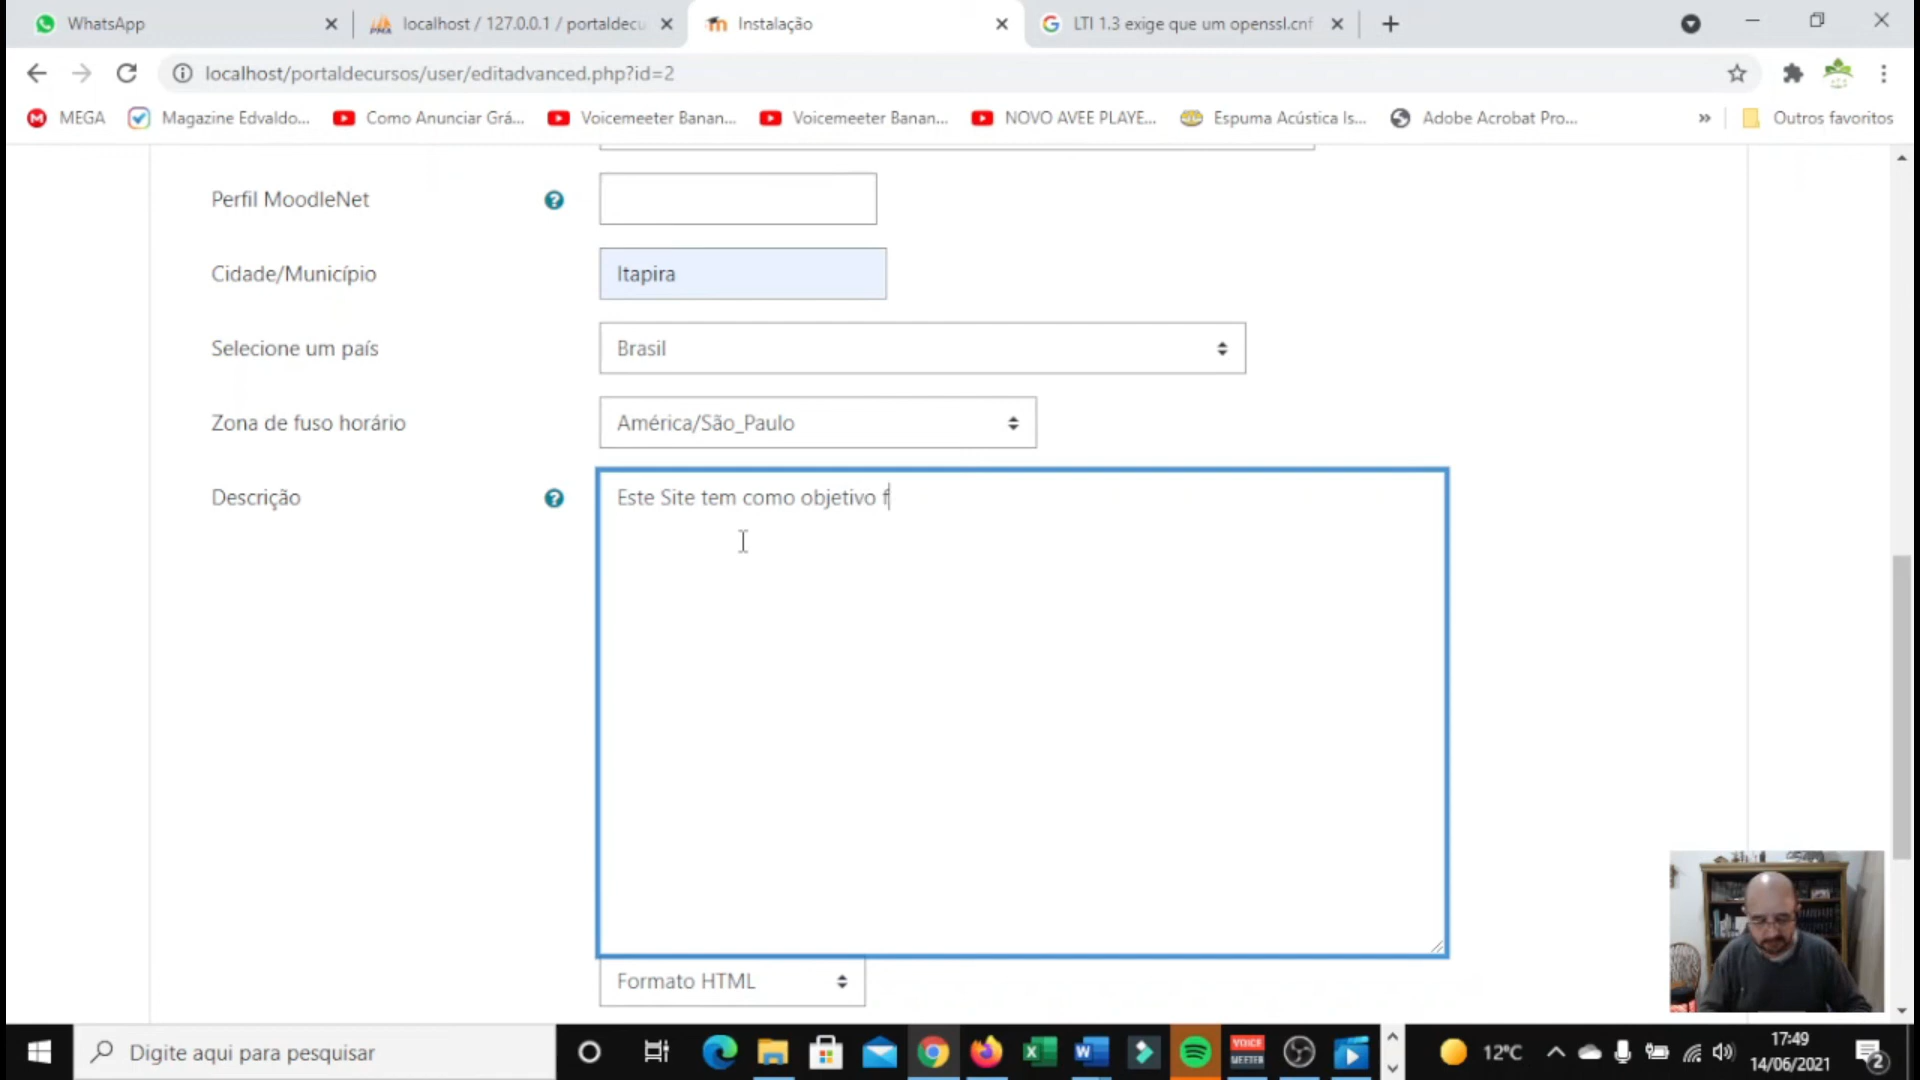 WhatsApp
localhost / 127.0.0.1 / portaldecu
Instalação
LTI 1.3 exige que um openssl.cnf
localhost/portaldecursos/user/editadvanced.php?id=2
MEGA
Magazine Edvaldo...
Como Anunciar Grá...
Voicemeeter Banan...
Voicemeeter Banan...
NOVO AVEE PLAYE...
Espuma Acústica Is...
Adobe Acrobat Pro...
»
Outros favoritos
Perfil MoodleNet
Cidade/Município
Itapira
Selecione um país
Brasil
Zona de fuso horário
América/São_Paulo
Descrição
Este Site tem como objetivo f
Formato HTML
Digite aqui para pesquisar
VOICE
MEETER
12°C
17:49
14/06/2021
2